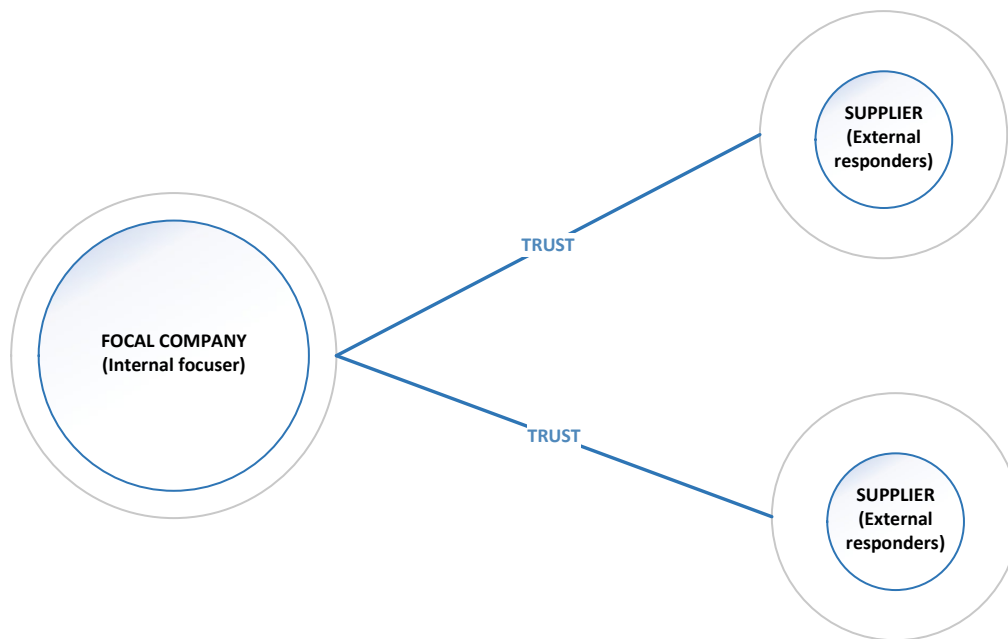 SUPPLIER
(External
responders)
TRUST
FOCAL COMPANY
(Internal focuser)
TRUST
SUPPLIER
(External
responders)